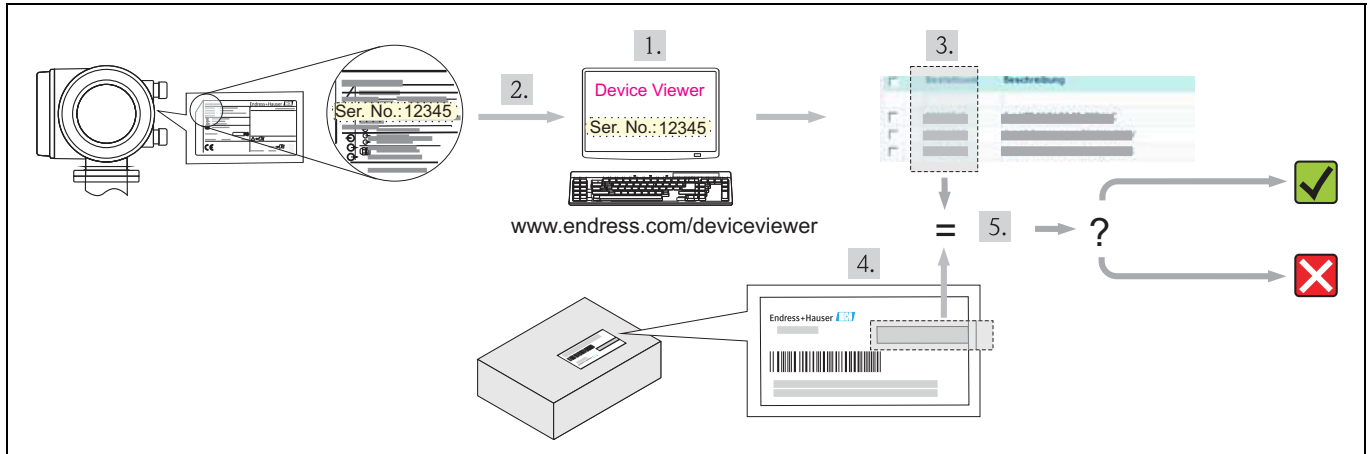 1.
2.
3.
Endress+Hauser
Ser. No.: 12345
Device Viewer
Ser. No.: 12345
Beschreibung
www.endress.com/deviceviewer
=
5.
?
4.
Endress+Hauser